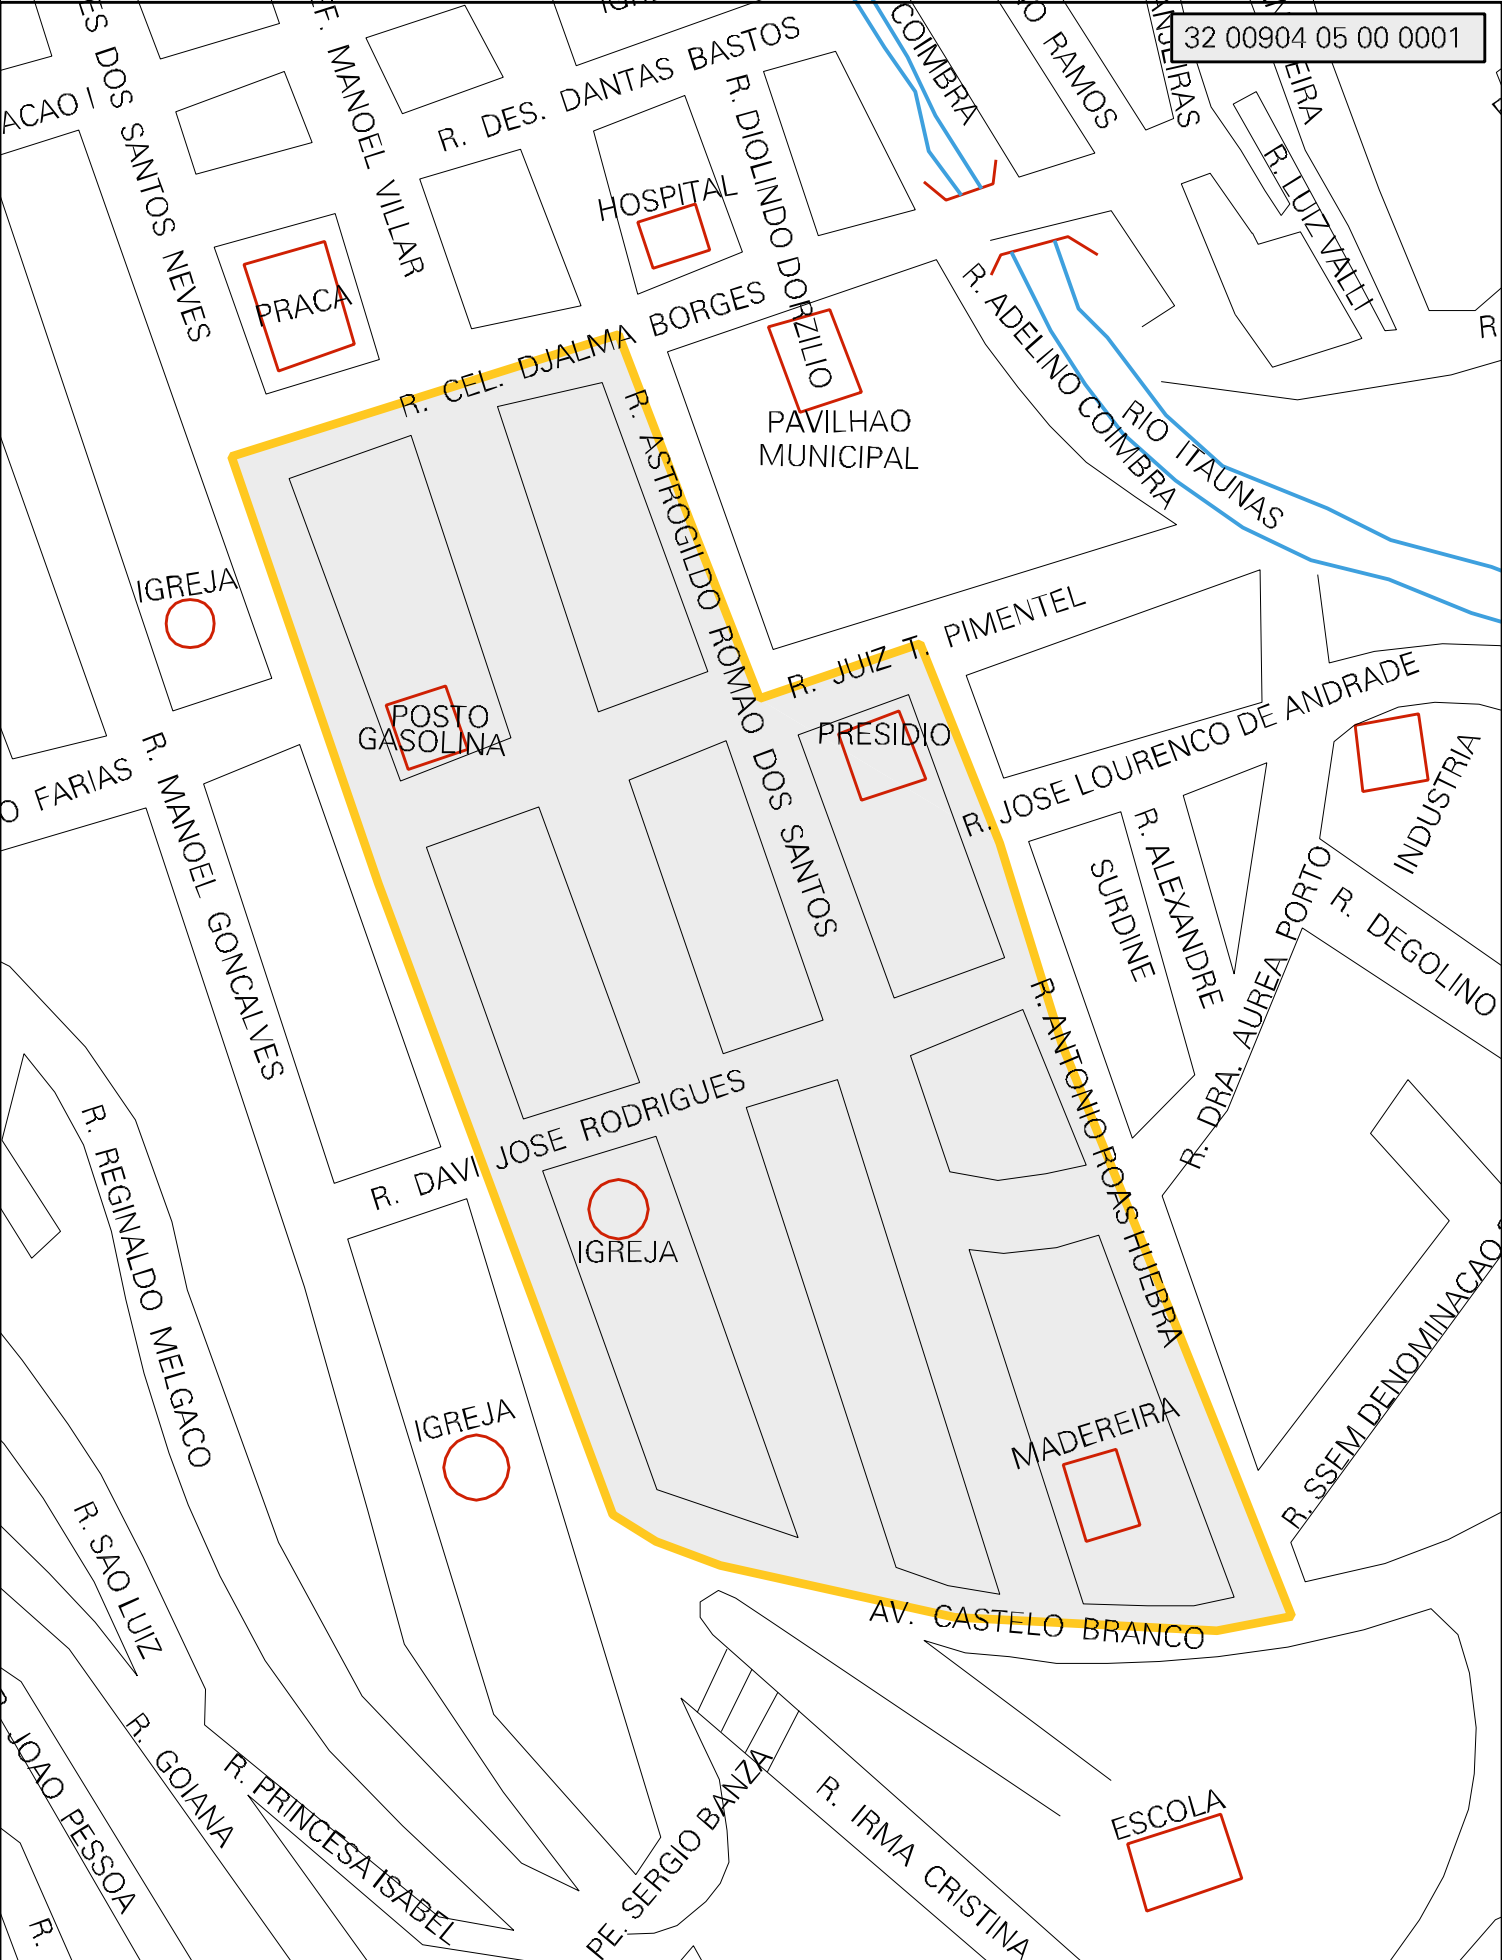 32 00904 05 00 0001
COIMBRA
O RAMOS
R. DES. DANTAS BASTOS
ES DOS SANTOS NEVES
F. MANOEL VILLAR
ACAO I
R. DIOLINDO DORZILIO
HOSPITAL
R. LUIZ VALLI
EIRA
PRACA
R. CEL. DJALMA BORGES
R. ADELINO COIMBRA
R
PAVILHAO
MUNICIPAL
RIO ITAUNAS
R. ASTROGILDO ROMAO DOS SANTOS
IGREJA
R. JUIZ T. PIMENTEL
POSTO
GASOLINA
PRESIDIO
R. JOSE LOURENCO DE ANDRADE
INDUSTRIA
O FARIAS
R. MANOEL GONCALVES
R. ALEXANDRE
SURDINE
R. DRA. AUREA PORTO
R. DEGOLINO
R. ANTONIO ROAS HUEBRA
R. DAVI JOSE RODRIGUES
IGREJA
R. REGINALDO MELGACO
R. SSEM DENOMINACAO
IGREJA
MADEREIRA
R. SAO LUIZ
AV. CASTELO BRANCO
R. GOIANA
R. PRINCESA ISABEL
JOAO PESSOA
PE. SERGIO BANZA
R. IRMA CRISTINA
ESCOLA
R.